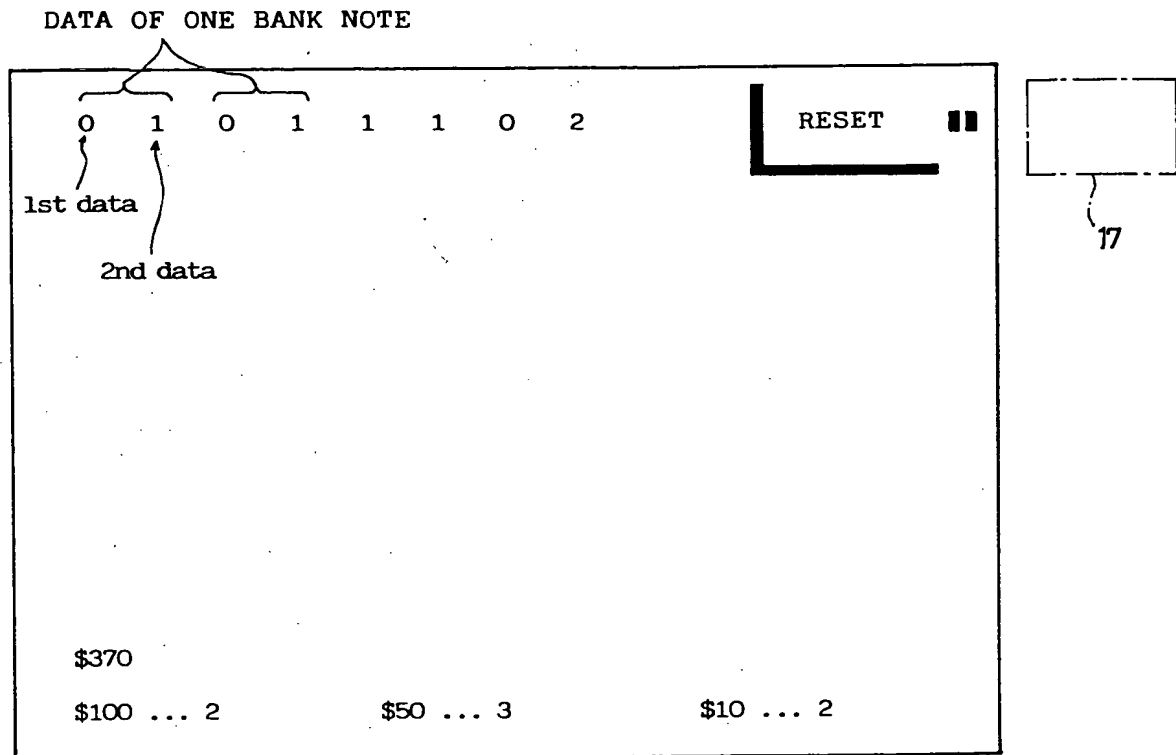 DATA OF ONE BANK NOTE
0 1 0 1 1 1 0 2
RESET
1st data
17
2nd data
$370
$100 ... 2 $50 ... 3 $10 ... 2